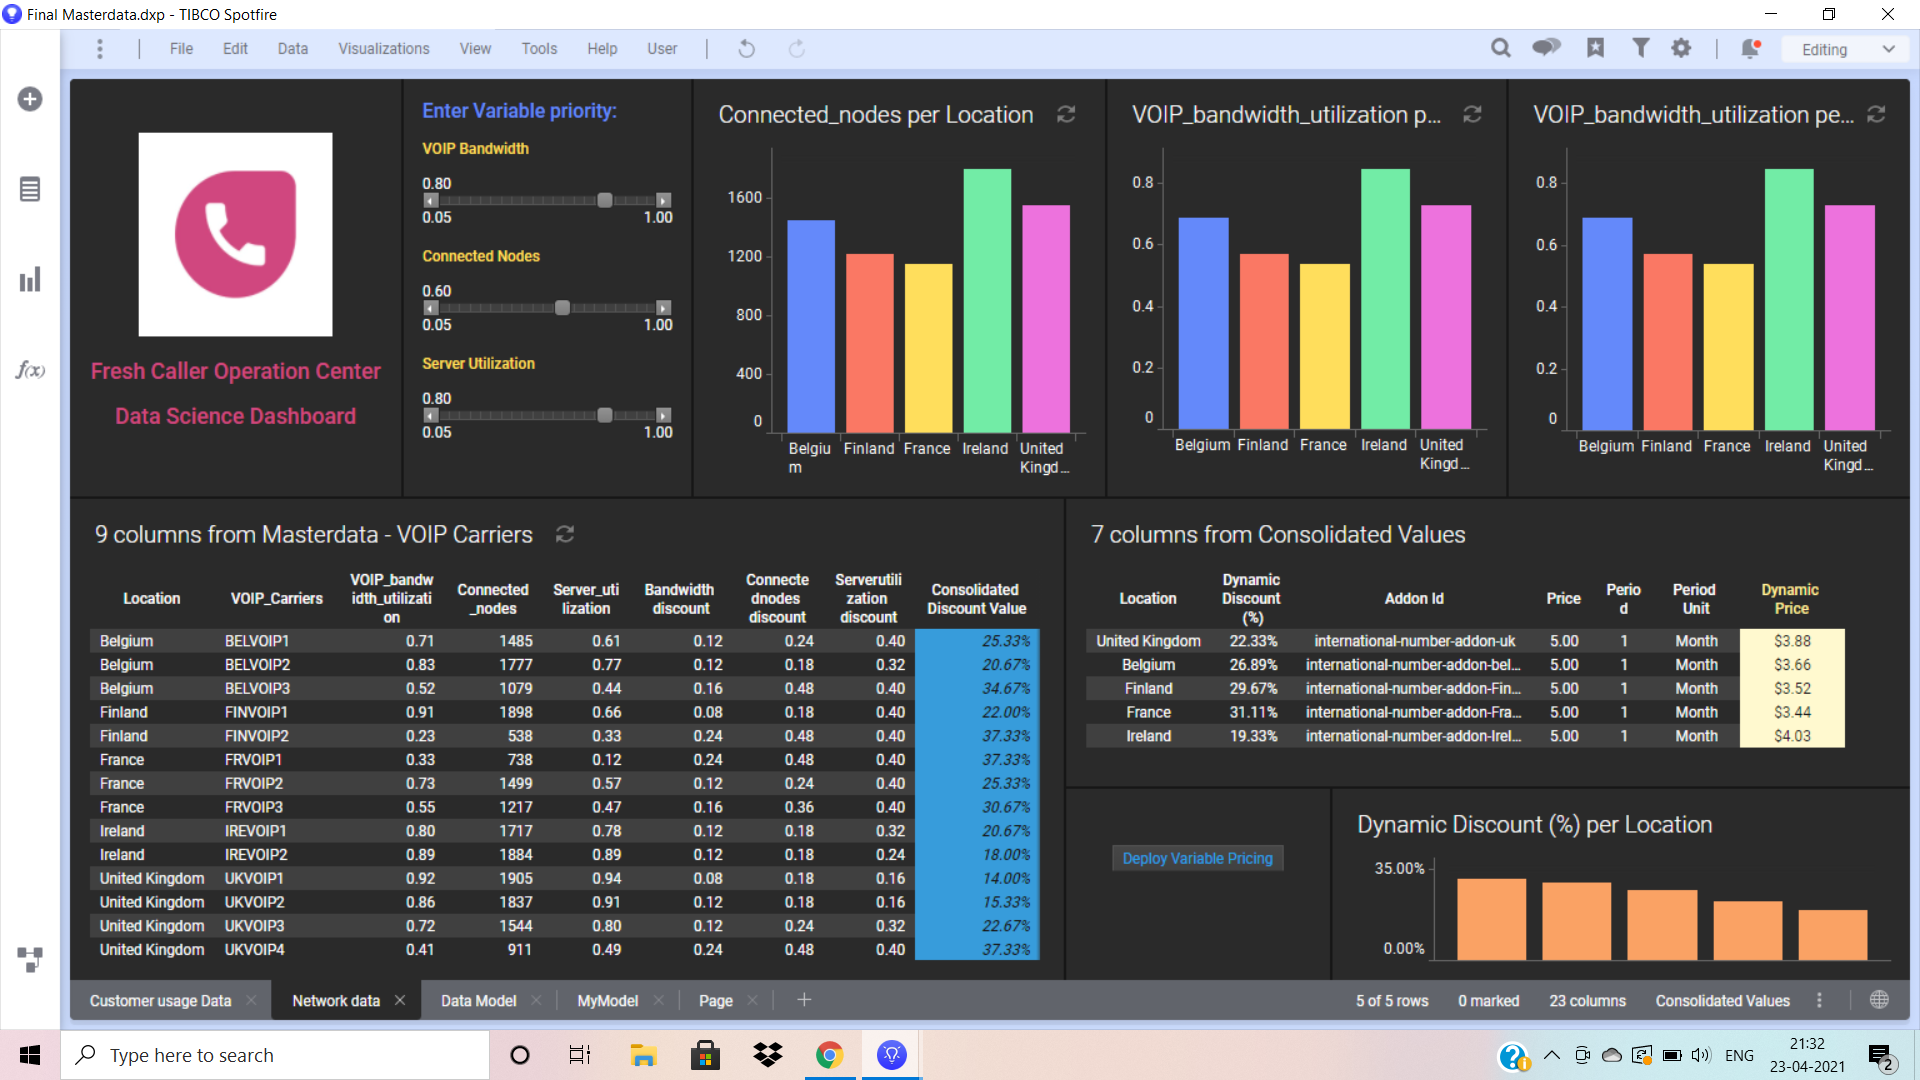 Final Masterdata.dxp - TIBCO Spotfire
File Edit Data Visualizations View Tools Help User Editing
f(x)
Fresh Caller Operation Center
Data Science Dashboard
Enter Variable priority:
VOIP Bandwidth
0.80
0.05 1.00
Connected Nodes
0.60
0.05 1.00
Server Utilization
0.80
0.05 1.00
Connected_nodes per Location
1600
1200
800
400
0
Belgiu
m
Finland France Ireland United
Kingd...
VOIP_bandwidth_utilization p...
0.8
0.6
0.4
0.2
0
Belgium Finland France Ireland United
Kingd...
VOIP_bandwidth_utilization pe...
0.8
0.6
0.4
0.2
0
Belgium Finland France Ireland United
Kingd...
9 columns from Masterdata - VOIP Carriers
Location VOIP_Carriers VOIP_bandw
idth_utilizati
on Connected
_nodes Server_uti
lization Bandwidth
discount Connecte
dnodes
discount Serverutili
zation
discount Consolidated
Discount Value
Belgium BELVOIP1 0.71 1485 0.61 0.12 0.24 0.40 25.33%
Belgium BELVOIP2 0.83 1777 0.77 0.12 0.18 0.32 20.67%
Belgium BELVOIP3 0.52 1079 0.44 0.16 0.48 0.40 34.67%
Finland FINVOIP1 0.91 1898 0.66 0.08 0.18 0.40 22.00%
Finland FINVOIP2 0.23 538 0.33 0.24 0.48 0.40 37.33%
France FRVOIP1 0.33 738 0.12 0.24 0.48 0.40 37.33%
France FRVOIP2 0.73 1499 0.57 0.12 0.24 0.40 25.33%
France FRVOIP3 0.55 1217 0.47 0.16 0.36 0.40 30.67%
Ireland IREVOIP1 0.80 1717 0.78 0.12 0.18 0.32 20.67%
Ireland IREVOIP2 0.89 1884 0.89 0.12 0.18 0.24 18.00%
United Kingdom UKVOIP1 0.92 1905 0.94 0.08 0.18 0.16 14.00%
United Kingdom UKVOIP2 0.86 1837 0.91 0.12 0.18 0.16 15.33%
United Kingdom UKVOIP3 0.72 1544 0.80 0.12 0.24 0.32 22.67%
United Kingdom UKVOIP4 0.41 911 0.49 0.24 0.48 0.40 37.33%
7 columns from Consolidated Values
Location Dynamic
Discount
(%) Addon Id Price Perio
d Period
Unit Dynamic
Price
United Kingdom 22.33% international-number-addon-uk 5.00 1 Month $3.88
Belgium 26.89% international-number-addon-bel... 5.00 1 Month $3.66
Finland 29.67% international-number-addon-Fin... 5.00 1 Month $3.52
France 31.11% international-number-addon-Fra... 5.00 1 Month $3.44
Ireland 19.33% international-number-addon-Irel... 5.00 1 Month $4.03
Deploy Variable Pricing
Dynamic Discount (%) per Location
35.00%
0.00%
Customer usage Data Network data Data Model MyModel Page
5 of 5 rows 0 marked 23 columns Consolidated Values
Type here to search
ENG
21:32
23-04-2021
2